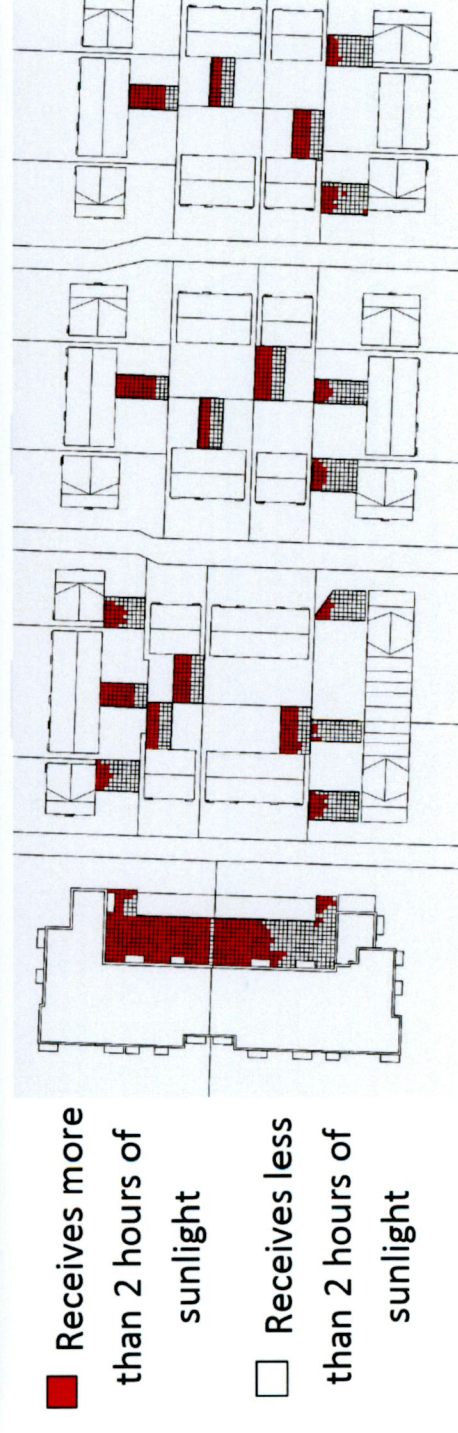 Receives more
than 2 hours of
sunlight
Receives less
than 2 hours of
sunlight